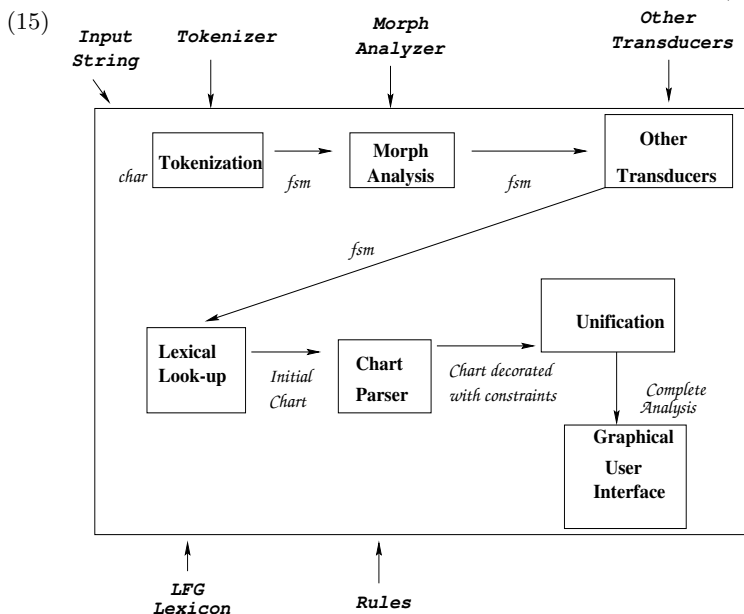 (15)
Input
String
Tokenizer
Morph
Analyzer
Other
Transducers
char
Tokenization
fsm
Morph
Analysis
fsm
Other
Transducers
fsm
Lexical
Look-up
Initial
Chart
Chart
Parser
Chart decorated
with constraints
Unification
Complete
Analysis
Graphical
User
Interface
LFG
Lexicon
Rules